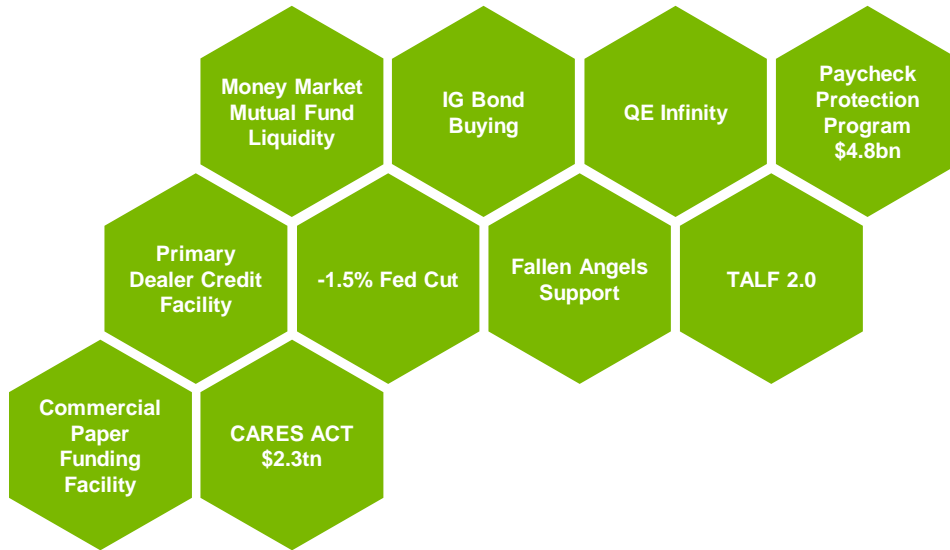 Money Market
Mutual Fund
Liquidity
IG Bond
Buying
QE Infinity
Paycheck
Protection
Program
$4.8bn
Primary
Dealer Credit
Facility
-1.5% Fed Cut
Fallen Angels
Support
TALF 2.0
Commercial
Paper
Funding
Facility
CARES ACT
$2.3tn